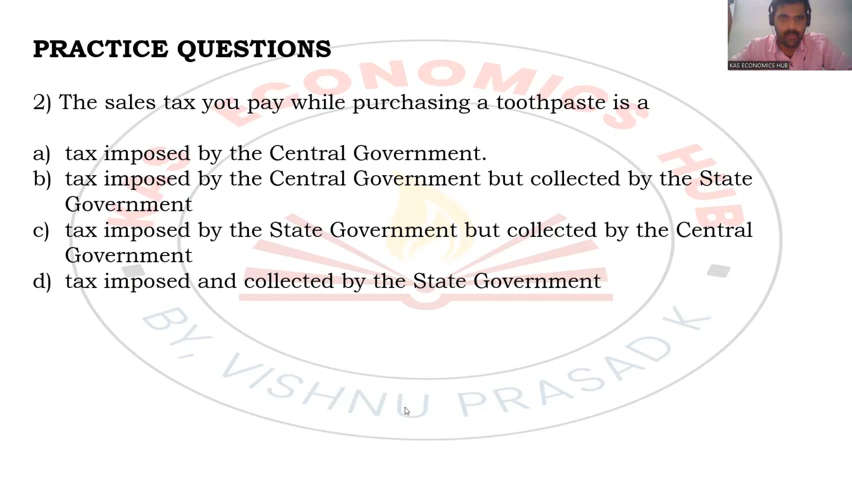 PRACTICE QUESTIONS
KAS ECONOMICS HUB
2) The sales tax you pay while purchasing a toothpaste is a
a) tax imposed by the Central Government.
b) tax imposed by the Central Government but collected by the State
Government
c) tax imposed by the State Government but collected by the Central
Government
d) tax imposed and collected by the State Government
KAS ECONOMICS HUB
BY, VISHNU PRASAD K